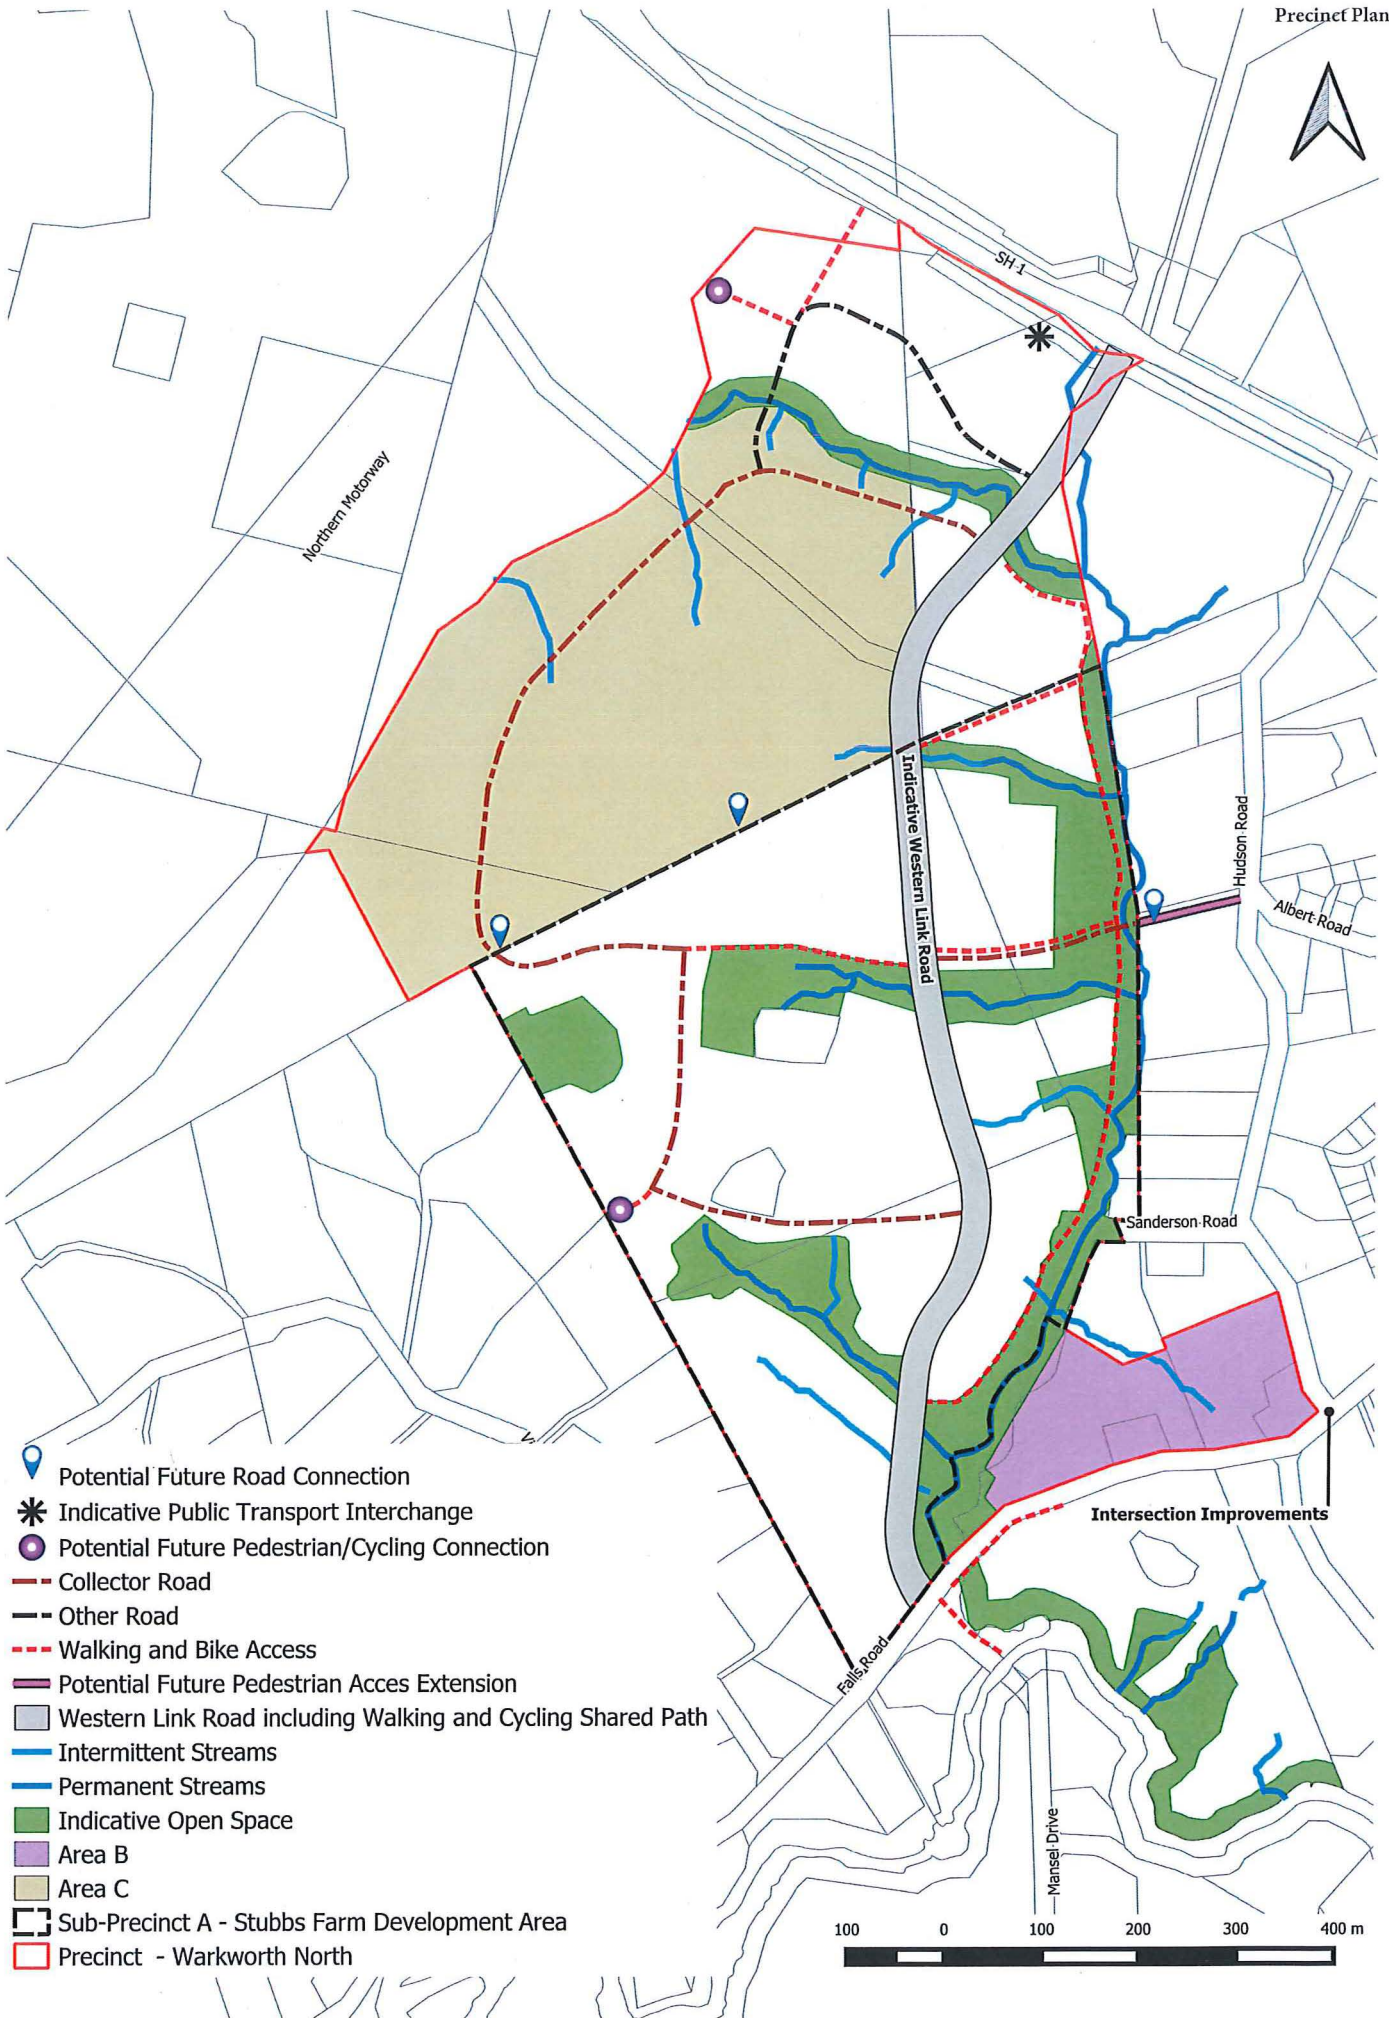 Precinct Plan
SH 1
Northern Motorway
Indicative Western Link Road
Hudson Road
Albert Road
Sanderson Road
Intersection Improvements
Falls Road
Mansel Drive
Potential Future Road Connection
Indicative Public Transport Interchange
Potential Future Pedestrian/Cycling Connection
Collector Road
Other Road
Walking and Bike Access
Potential Future Pedestrian Acces Extension
Western Link Road including Walking and Cycling Shared Path
Intermittent Streams
Permanent Streams
Indicative Open Space
Area B
Area C
Sub-Precinct A - Stubbs Farm Development Area
Precinct - Warkworth North
100 0 100 200 300 400 m